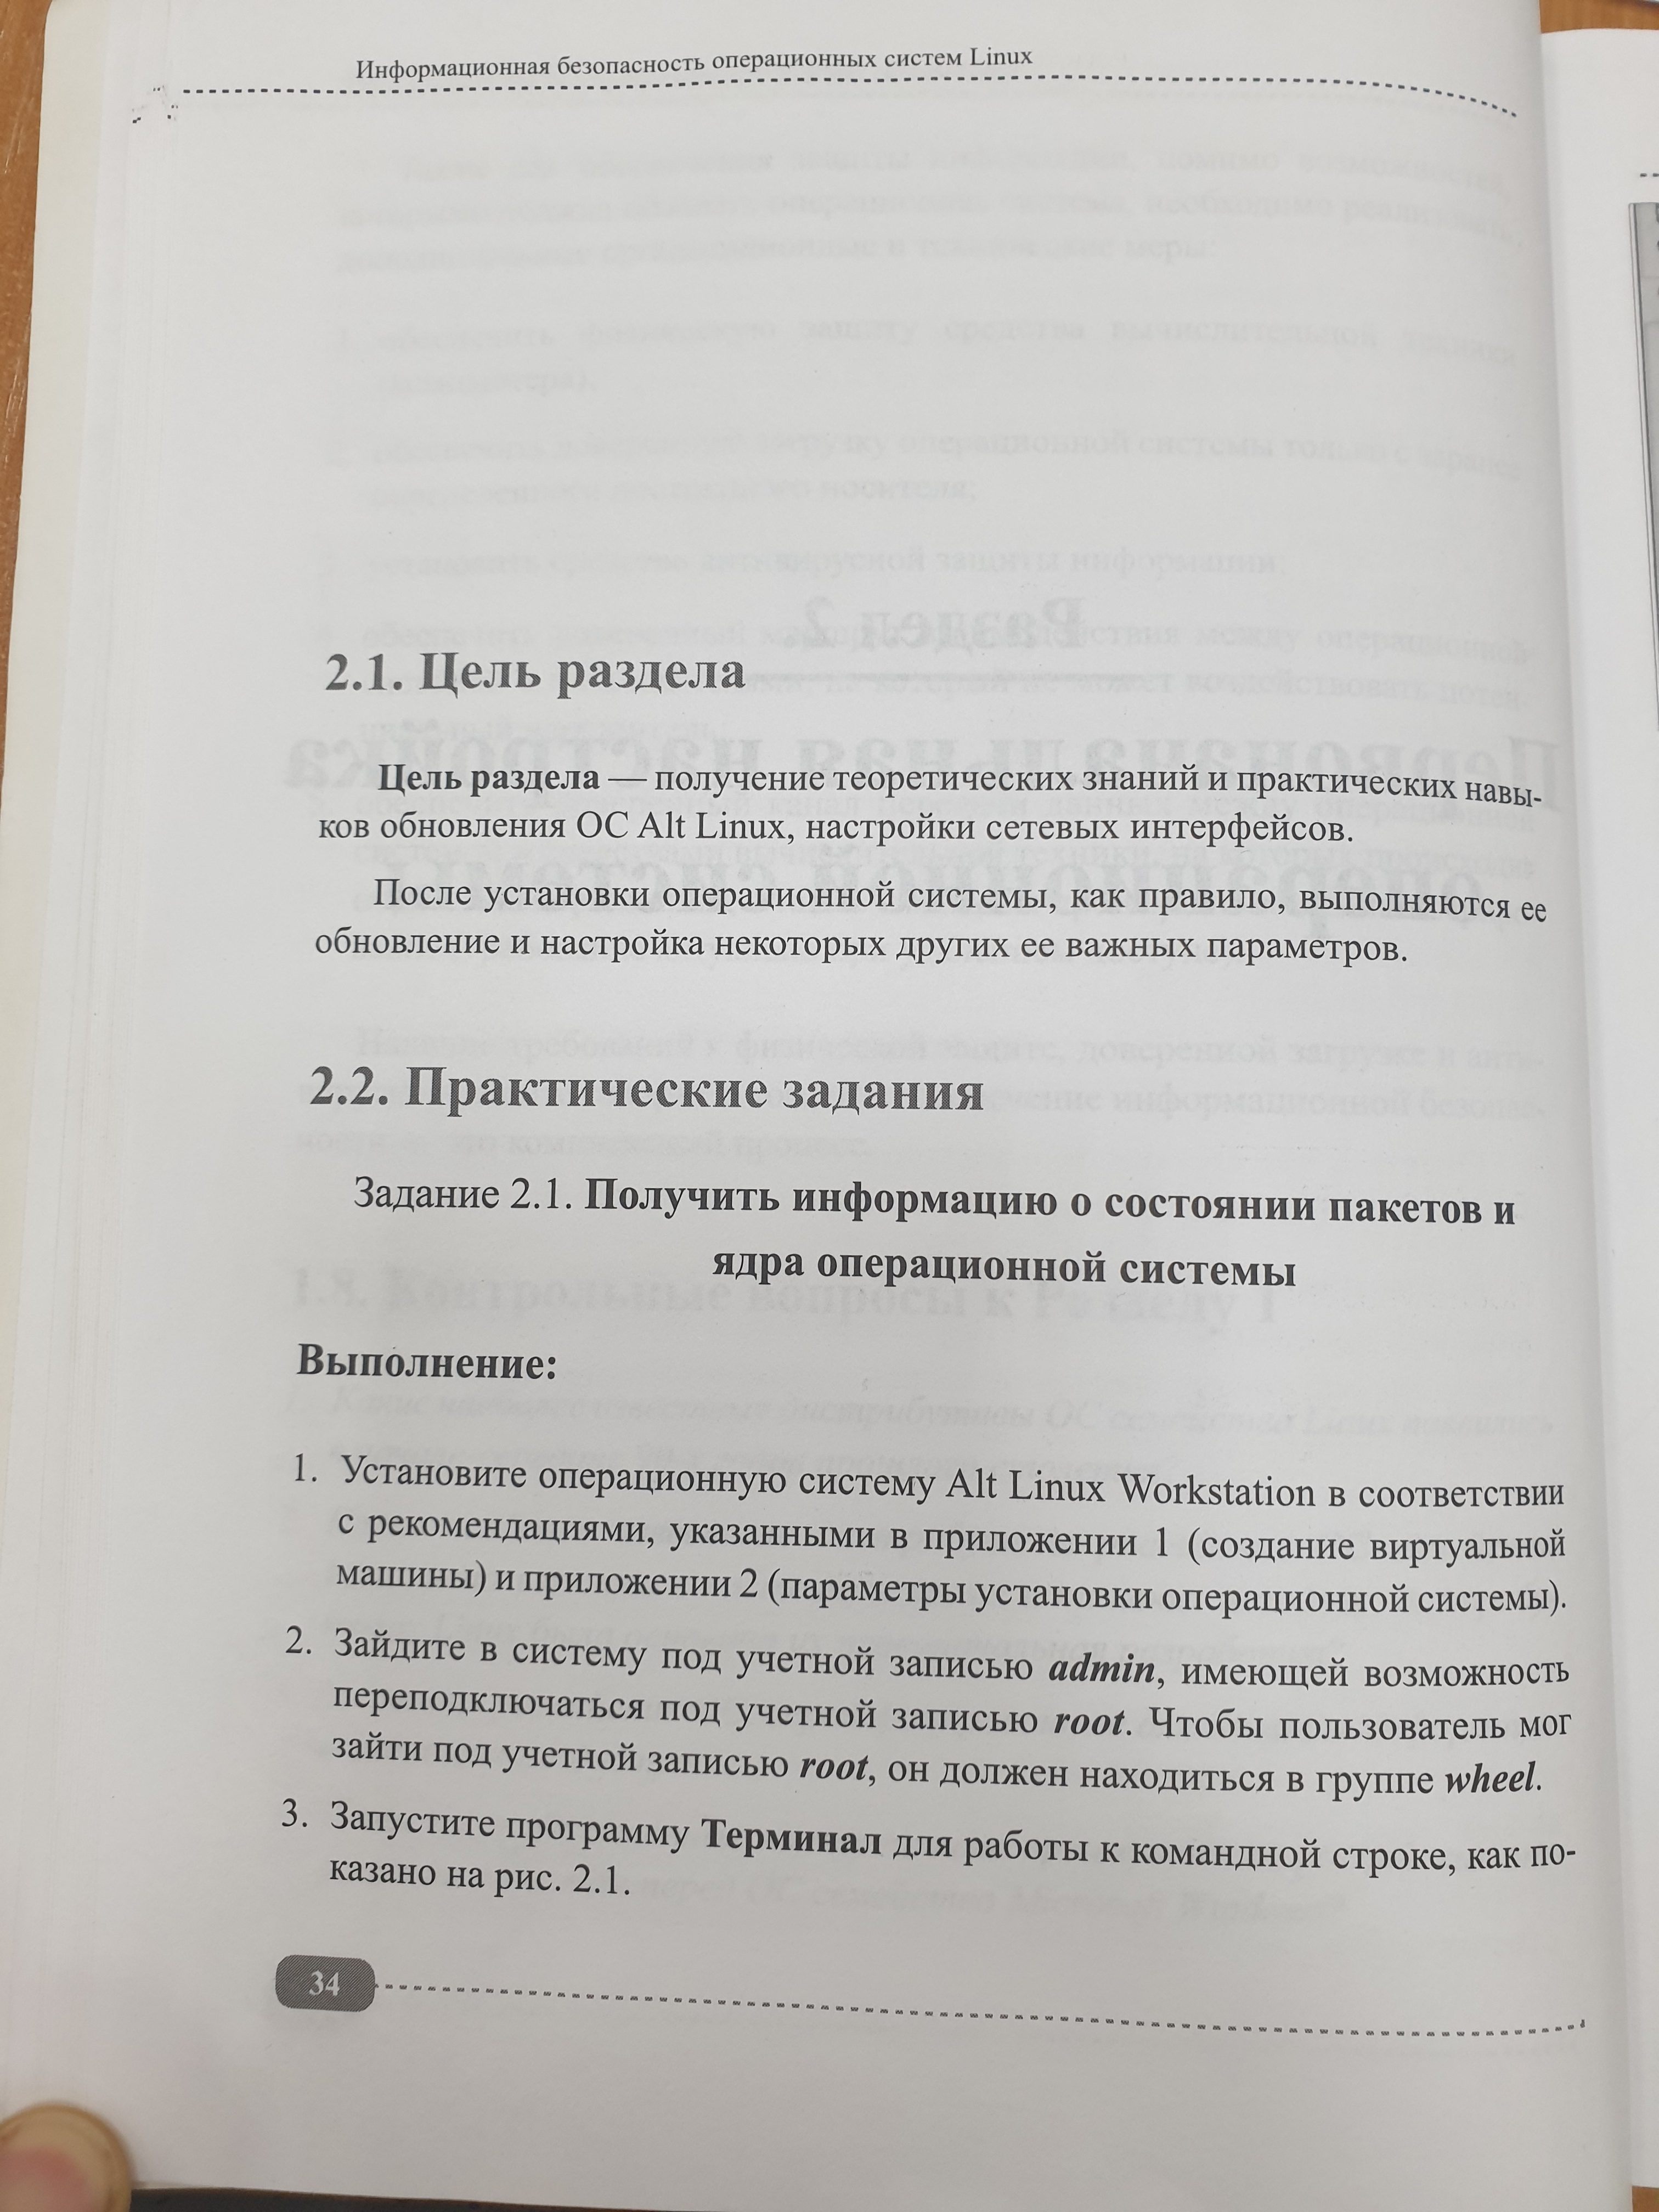 Информационная безопасность операционных систем Linux
2.1. Цель раздела
Цель раздела — получение теоретических знаний и практических навы-
ков обновления ОС Alt Linux, настройки сетевых интерфейсов.
После установки операционной системы, как правило, выполняются ее
обновление и настройка некоторых других ее важных параметров.
2.2. Практические задания
Задание 2.1. Получить информацию о состоянии пакетов и
ядра операционной системы
Выполнение:
1. Установите операционную систему Alt Linux Workstation в соответствии
с рекомендациями, указанными в приложении 1 (создание виртуальной
машины) и приложении 2 (параметры установки операционной системы).
2. Зайдите в систему под учетной записью admin, имеющей возможность
переподключаться под учетной записью root. Чтобы пользователь мог
зайти под учетной записью root, он должен находиться в группе wheel.
3. Запустите программу Терминал для работы к командной строке, как по-
казано на рис. 2.1.
34